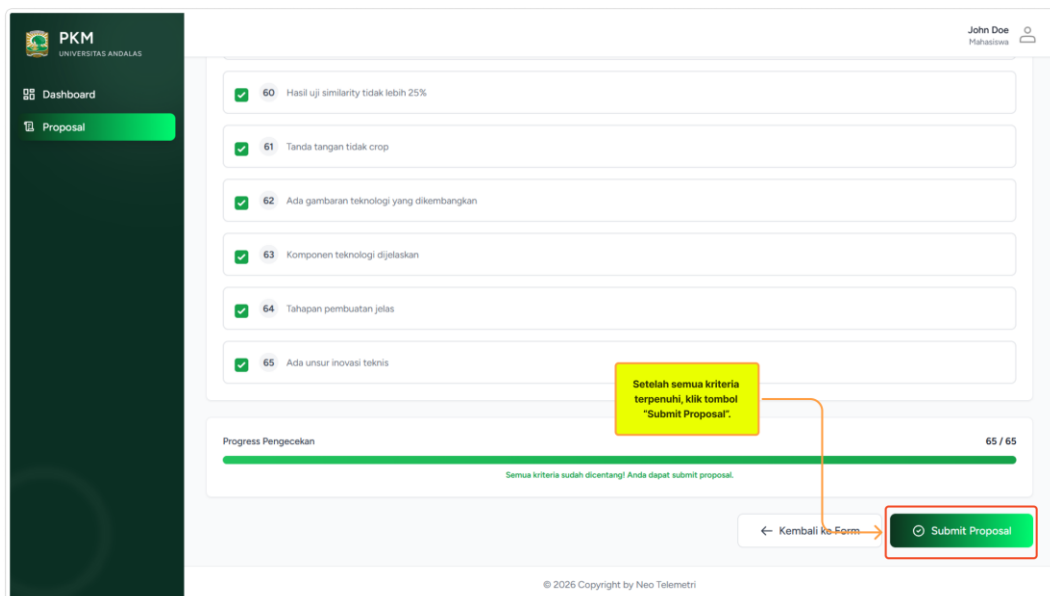 PKM
UNIVERSITAS ANDALAS
John Doe
Mahasiswa
Dashboard
Proposal
60 Hasil uji similarity tidak lebih 25%
61 Tanda tangan tidak crop
62 Ada gambaran teknologi yang dikembangkan
63 Komponen teknologi dijelaskan
64 Tahapan pembuatan jelas
65 Ada unsur inovasi teknis
Setelah semua kriteria
terpenuhi, klik tombol
"Submit Proposal".
Progress Pengecekan 65 / 65
Semua kriteria sudah dicentang! Anda dapat submit proposal.
Kembali ke Form
Submit Proposal
© 2026 Copyright by Neo Telemetri